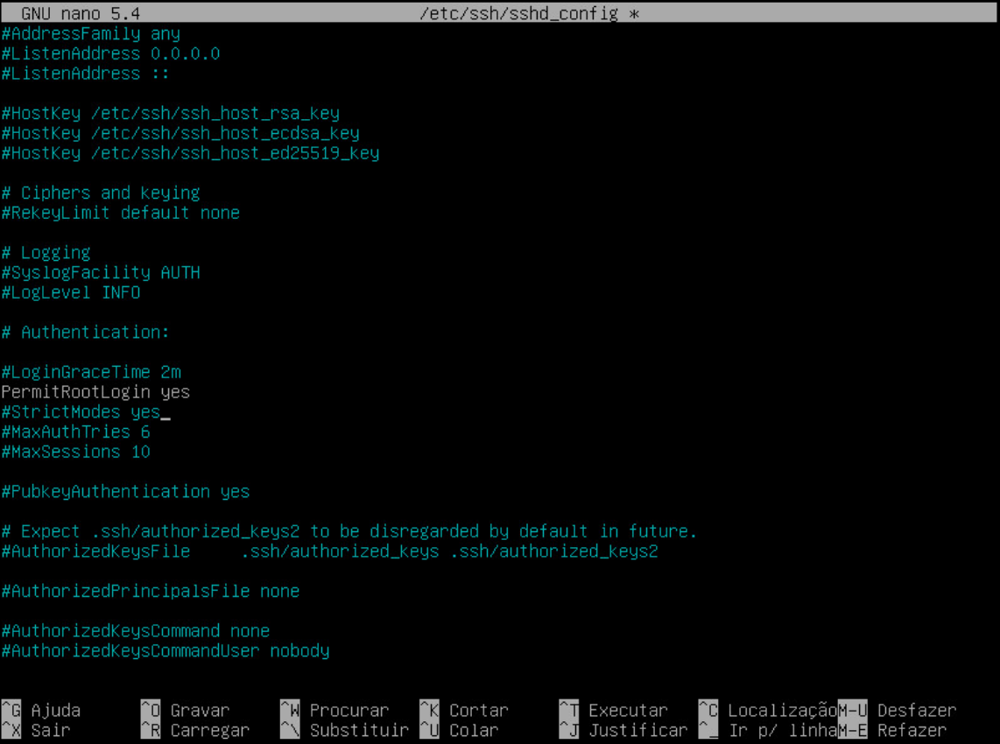 GNU nano 5.4 /etc/ssh/sshd_config *
#AddressFamily any
#ListenAddress 0.0.0.0
#ListenAddress ::
#HostKey /etc/ssh/ssh_host_rsa_key
#HostKey /etc/ssh/ssh_host_ecdsa_key
#HostKey /etc/ssh/ssh_host_ed25519_key
# Ciphers and keying
#RekeyLimit default none
# Logging
#SyslogFacility AUTH
#LogLevel INFO
# Authentication:
#LoginGraceTime 2m
PermitRootLogin yes
#StrictModes yes
#MaxAuthTries 6
#MaxSessions 10
#PubkeyAuthentication yes
# Expect .ssh/authorized_keys2 to be disregarded by default in future.
#AuthorizedKeysFile .ssh/authorized_keys .ssh/authorized_keys2
#AuthorizedPrincipalsFile none
#AuthorizedKeysCommand none
#AuthorizedKeysCommandUser nobody
^G Ajuda ^O Gravar ^W Procurar ^K Cortar ^T Executar ^C Localização M-U Desfazer
^X Sair ^R Carregar ^\ Substituir ^U Colar ^J Justificar ^_ Ir p/ linha M-E Refazer